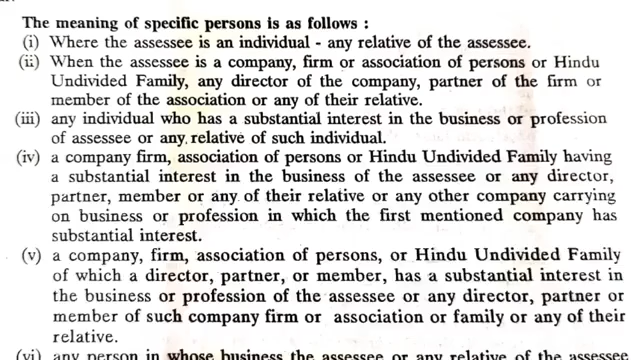 The meaning of specific persons is as follows :
(i) Where the assessee is an individual - any relative of the assessee.
(ii) When the assessee is a company, firm or association of persons or Hindu
Undivided Family, any director of the company, partner of the firm or
member of the association or any of their relative.
(iii) any individual who has a substantial interest in the business or profession
of assessee or any relative of such individual.
(iv) a company firm, association of persons or Hindu Undivided Family having
a substantial interest in the business of the assessee or any director,
partner, member or any of their relative or any other company carrying
on business or profession in which the first mentioned company has
substantial interest.
(v) a company, firm, association of persons, or Hindu Undivided Family
of which a director, partner, or member, has a substantial interest in
the business or profession of the assessee or any director, partner or
member of such company firm or association or family or any of their
relative.
(vi) any person in whose business the assessee or any relative of the assessee